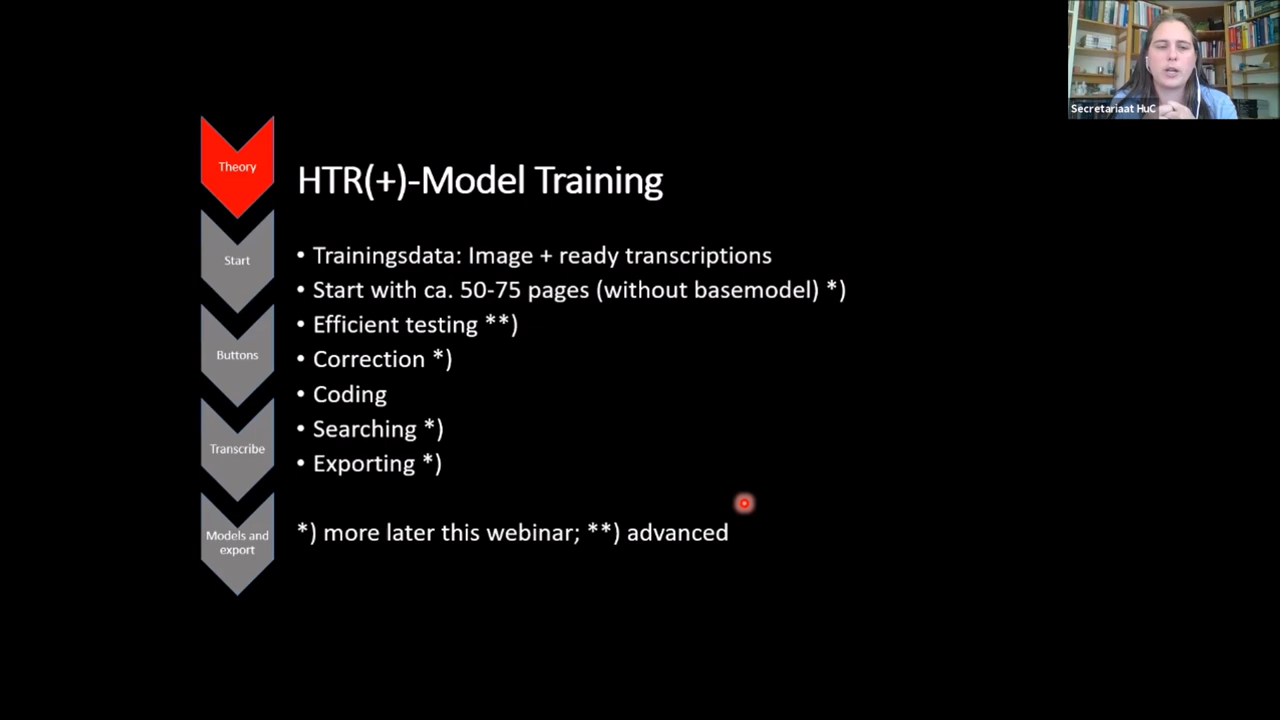 Secretariaat HuC
Theory
Start
Buttons
Transcribe
Models and
export
HTR(+)-Model Training
• Trainingsdata: Image + ready transcriptions
• Start with ca. 50-75 pages (without basemodel) *)
• Efficient testing **)
• Correction *)
• Coding
• Searching *)
• Exporting *)
*) more later this webinar; **) advanced